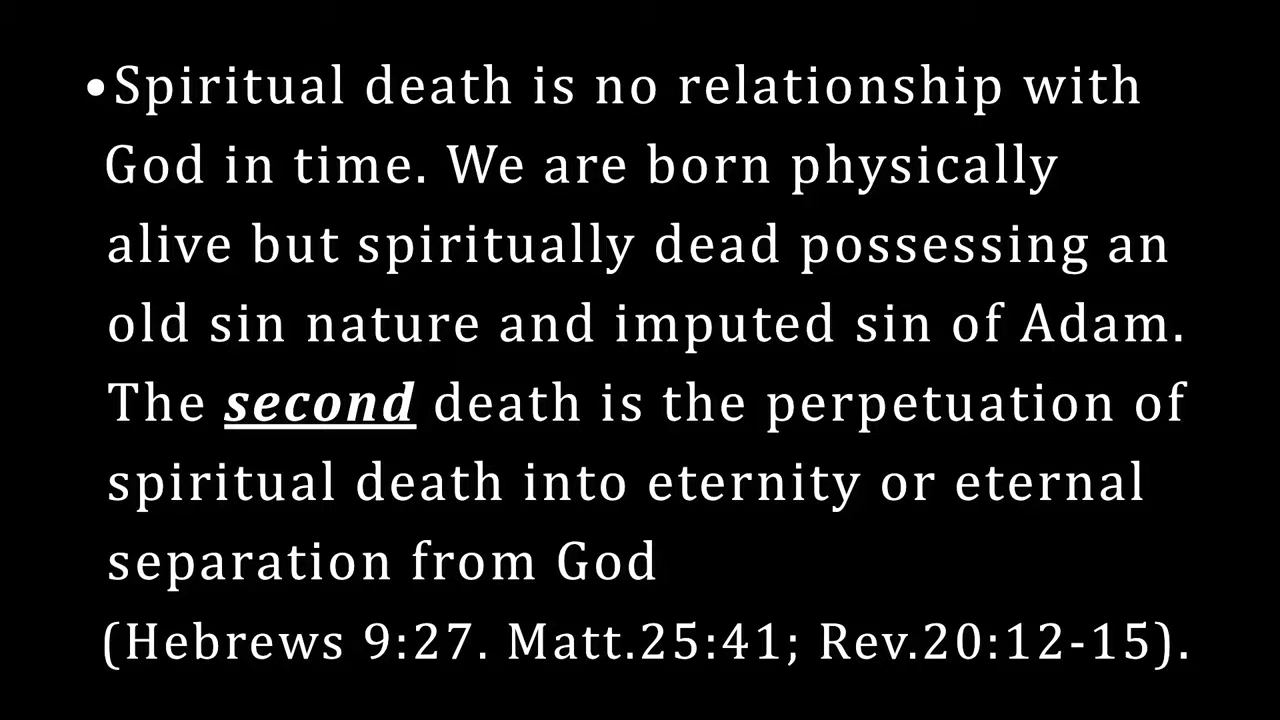 •Spiritual death is no relationship with
God in time. We are born physically
alive but spiritually dead possessing an
old sin nature and imputed sin of Adam.
The second death is the perpetuation of
spiritual death into eternity or eternal
separation from God
(Hebrews 9:27. Matt.25:41; Rev.20:12-15).